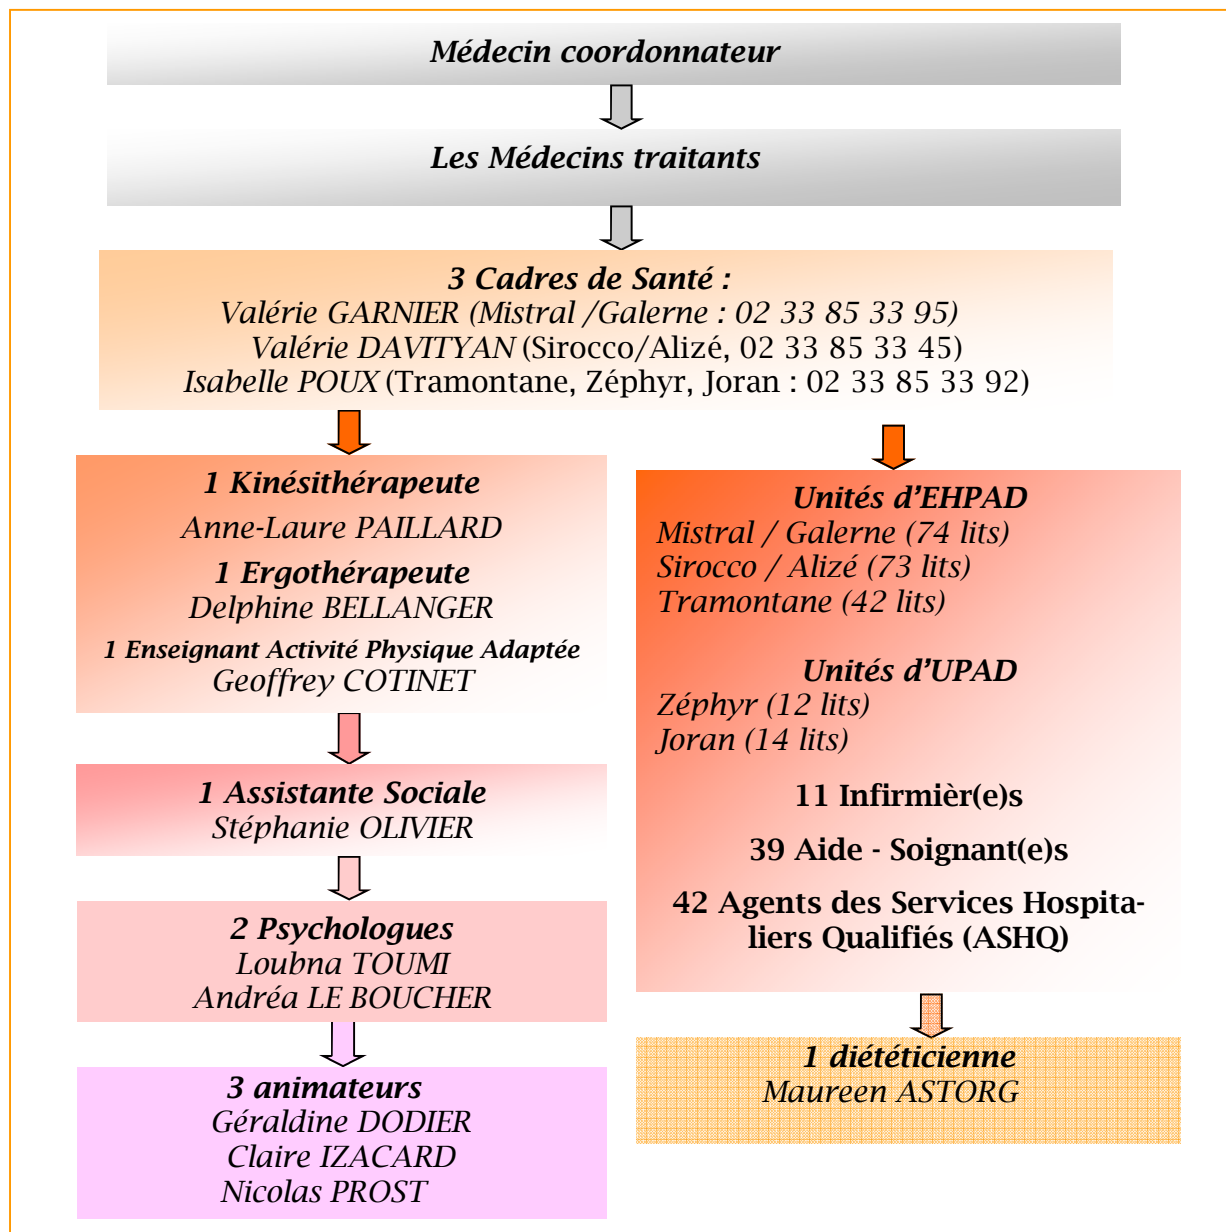 Médecin coordonnateur
Les Médecins traitants
3 Cadres de Santé :
Valérie GARNIER (Mistral /Galerne : 02 33 85 33 95)
Valérie DAVITYAN (Sirocco/Alizé, 02 33 85 33 45)
Isabelle POUX (Tramontane, Zéphyr, Joran : 02 33 85 33 92)
1 Kinésithérapeute
Anne-Laure PAILLARD
1 Ergothérapeute
Delphine BELLANGER
1 Enseignant Activité Physique Adaptée
Geoffrey COTINET
1 Assistante Sociale
Stéphanie OLIVIER
2 Psychologues
Loubna TOUMI
Andréa LE BOUCHER
3 animateurs
Géraldine DODIER
Claire IZACARD
Nicolas PROST
Unités d'EHPAD
Mistral / Galerne (74 lits)
Sirocco / Alizé (73 lits)
Tramontane (42 lits)
Unités d'UPAD
Zéphyr (12 lits)
Joran (14 lits)
11 Infirmièr(e)s
39 Aide - Soignant(e)s
42 Agents des Services Hospita-
liers Qualifiés (ASHQ)
1 diététicienne
Maureen ASTORG